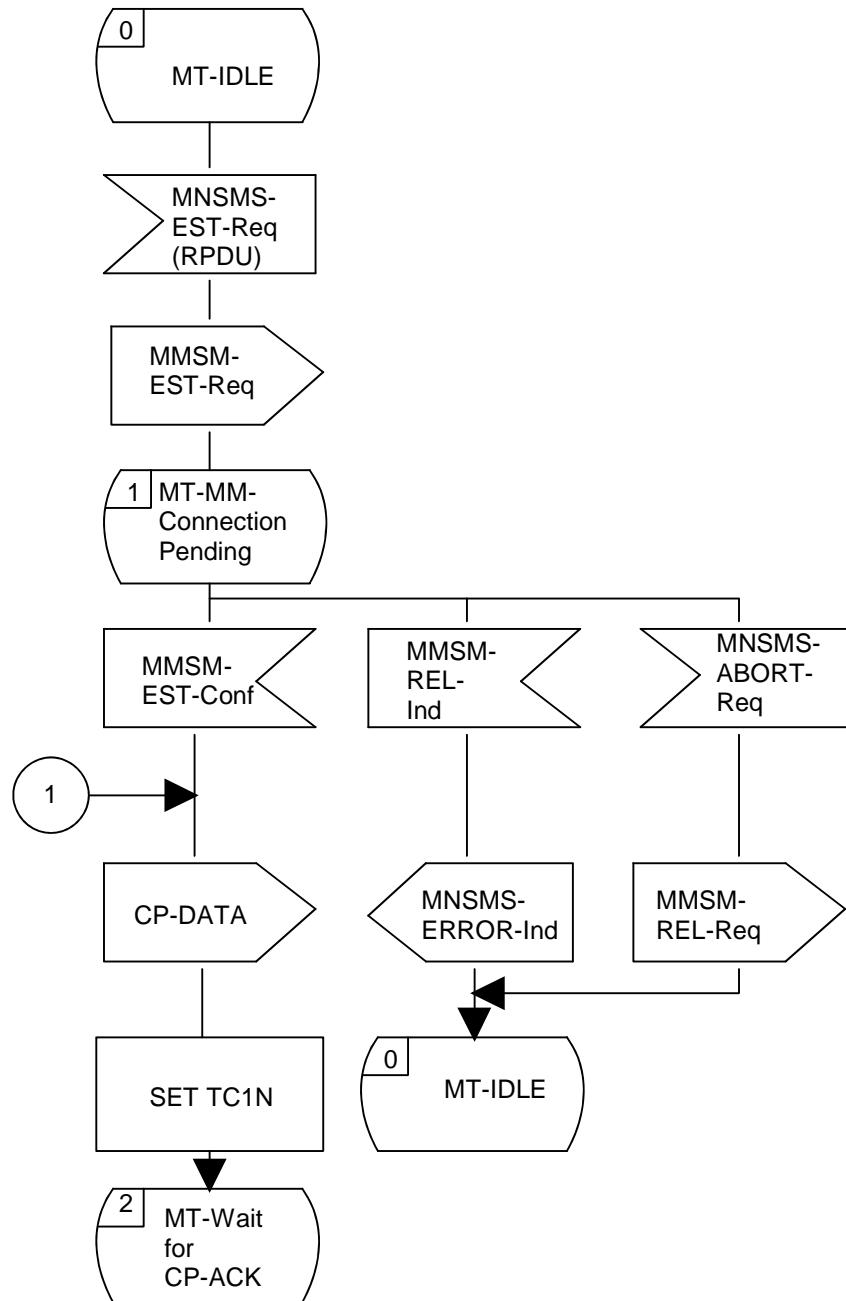 0
MT-IDLE
MNSMS-
EST-Req
(RPDU)
MMSM-
EST-Req
1
MT-MM-
Connection
Pending
MMSM-
EST-Conf
MMSM-
REL-
Ind
MNSMS-
ABORT-
Req
1
CP-DATA
MNSMS-
ERROR-Ind
MMSM-
REL-Req
SET TC1N
0
MT-IDLE
2
MT-Wait
for
CP-ACK